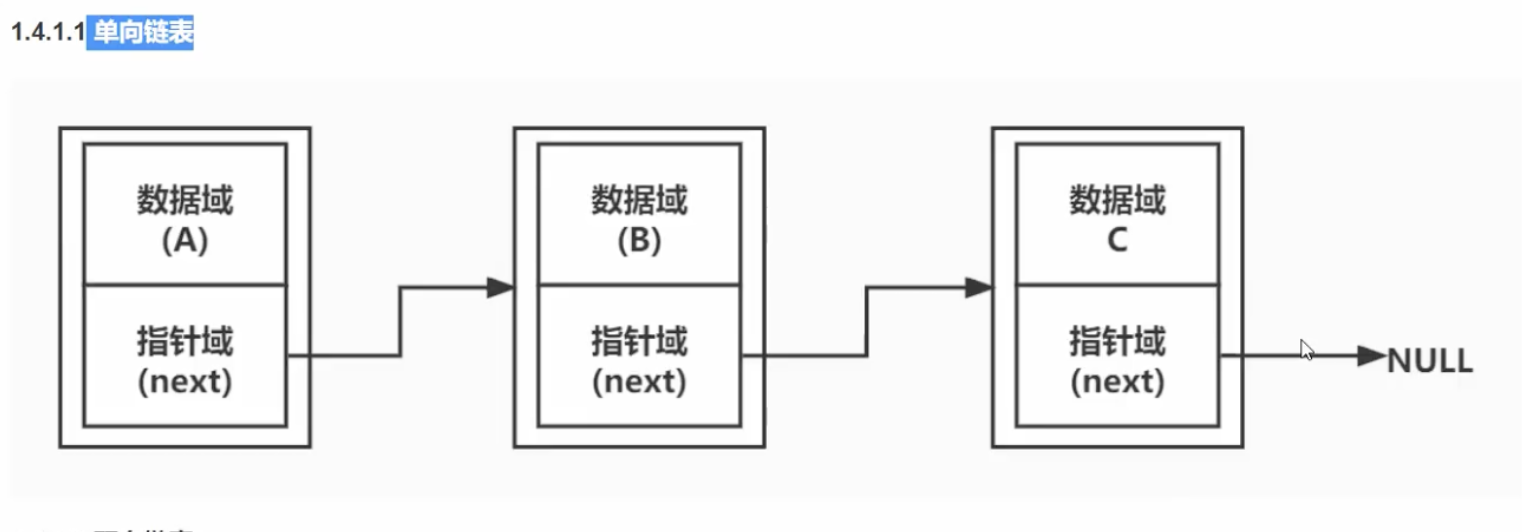 1.4.1.1 单向链表
数据域
(A)
指针域
(next)
数据域
(B)
指针域
(next)
数据域
C
指针域
(next)
NULL